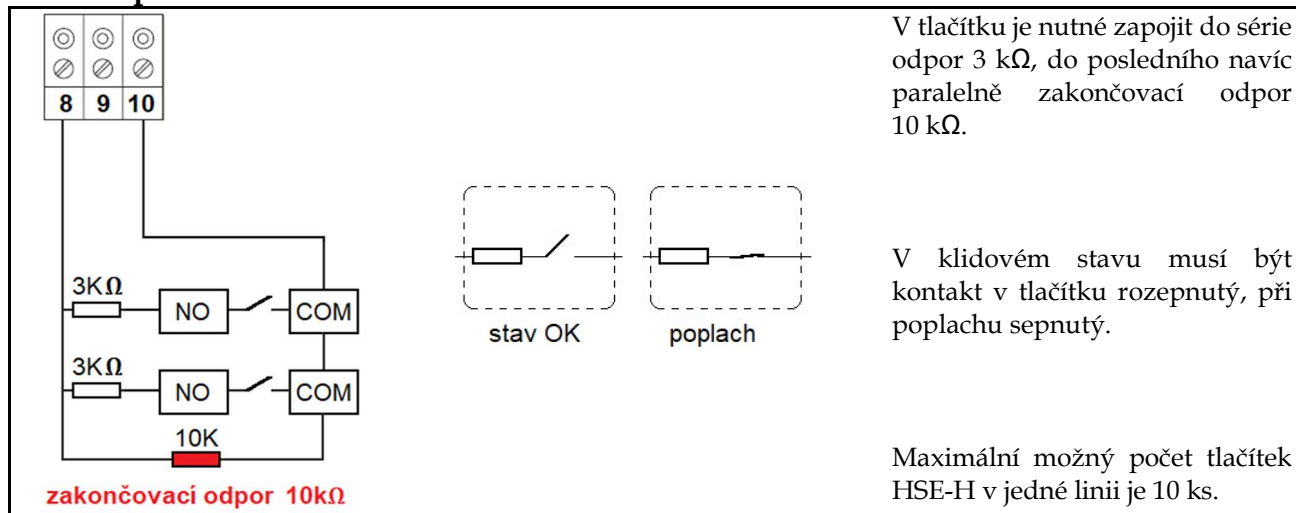 8 9 10
3KΩ
NO COM
3KΩ
NO COM
10K
zakončovací odpor 10kΩ
stav OK poplach
V tlačítku je nutné zapojit do série
odpor 3 kΩ, do posledního navíc
paralelně zakončovací odpor
10 kΩ.
V klidovém stavu musí být
kontakt v tlačítku rozepnutý, při
poplachu sepnutý.
Maximální možný počet tlačítek
HSE-H v jedné linii je 10 ks.